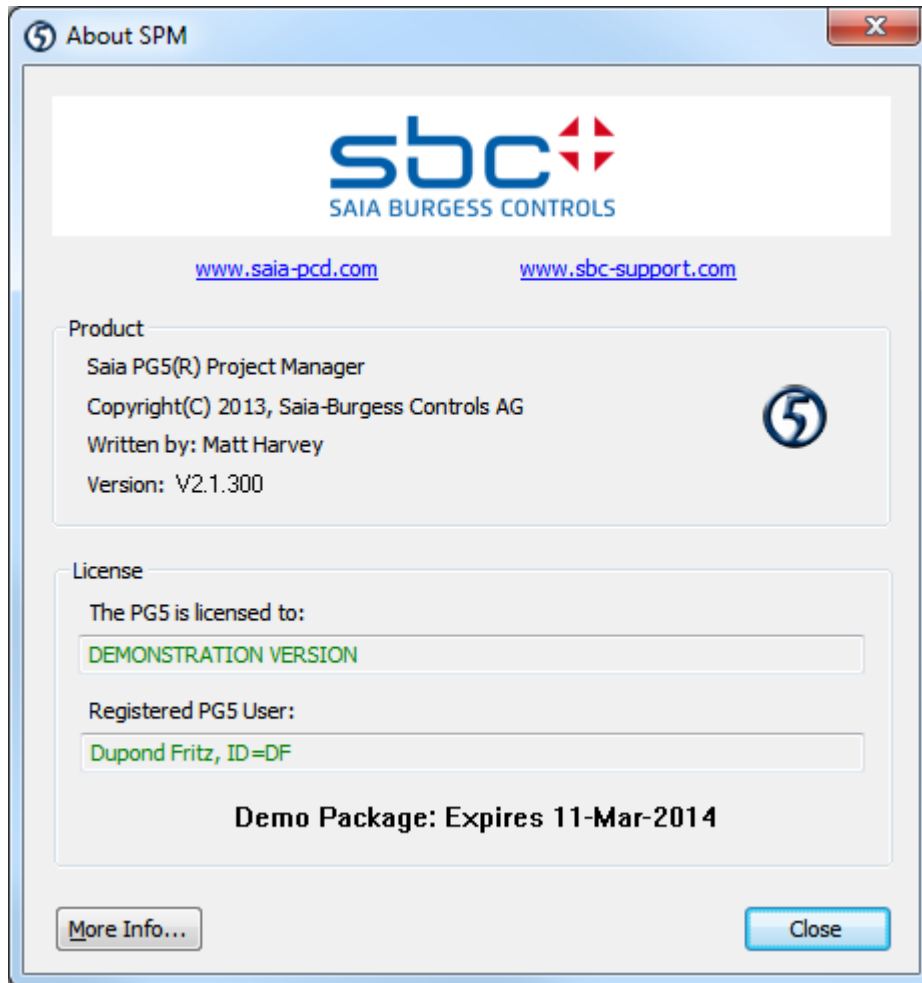 About SPM
sbc
SAIA BURGESS CONTROLS
www.saia-pcd.com www.sbc-support.com
Product
Saia PG5(R) Project Manager
Copyright(C) 2013, Saia-Burgess Controls AG
Written by: Matt Harvey
Version: V2.1.300
5
License
The PG5 is licensed to:
DEMONSTRATION VERSION
Registered PG5 User:
Dupond Fritz, ID=DF
Demo Package: Expires 11-Mar-2014
More Info... Close